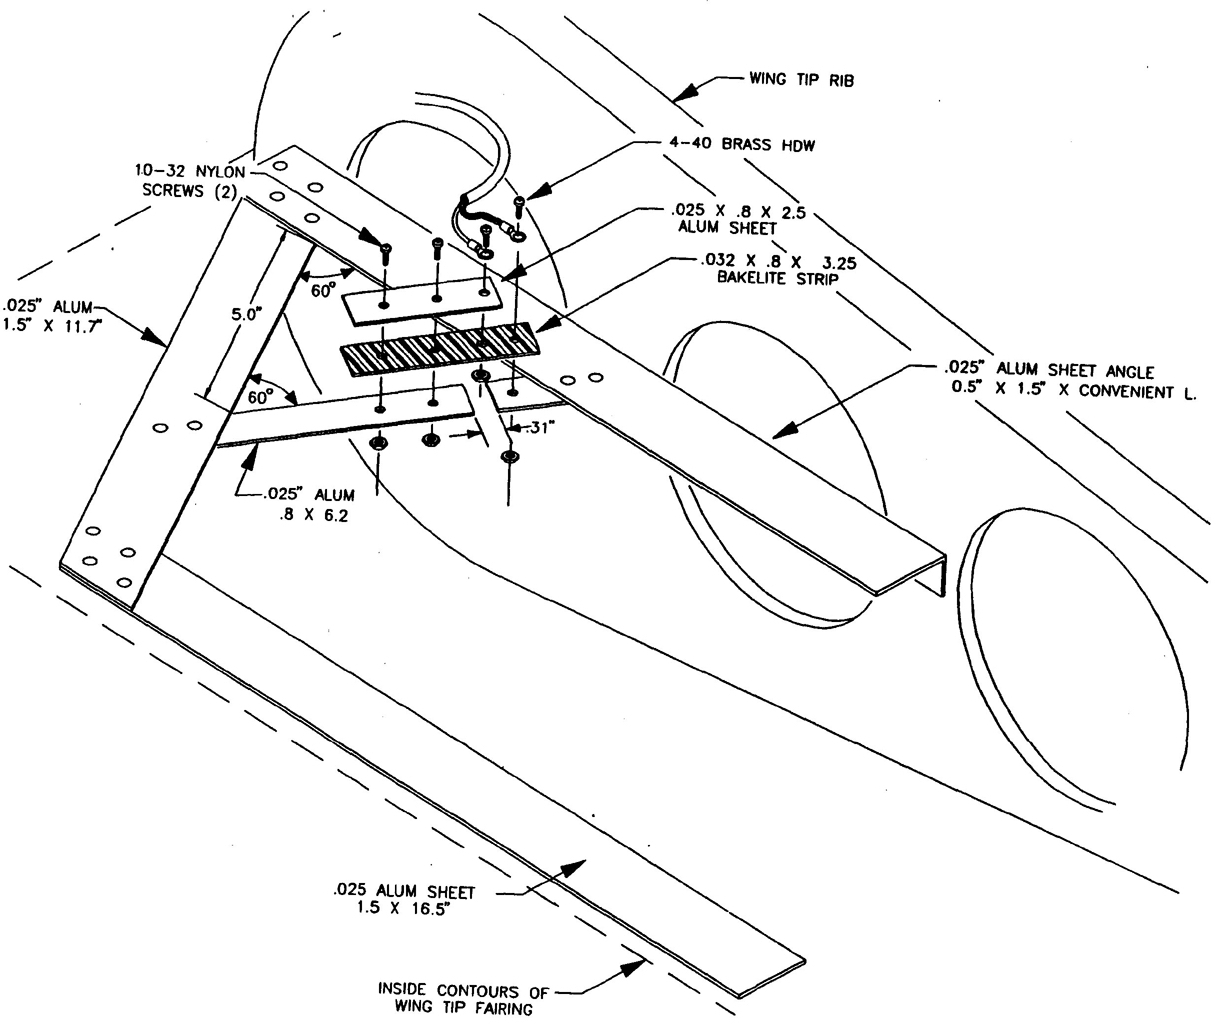 WING TIP RIB
4-40 BRASS HDW
10-32 NYLON
SCREWS (2)
.025 X .8 X 2.5
ALUM SHEET
.032 X .8 X 3.25
BAKELITE STRIP
60°
.025" ALUM
1.5" X 11.7"
5.0"
.025" ALUM SHEET ANGLE
0.5" X 1.5" X CONVENIENT L.
60°
.31"
.025" ALUM
.8 X 6.2
.025 ALUM SHEET
1.5 X 16.5"
INSIDE CONTOURS OF
WING TIP FAIRING